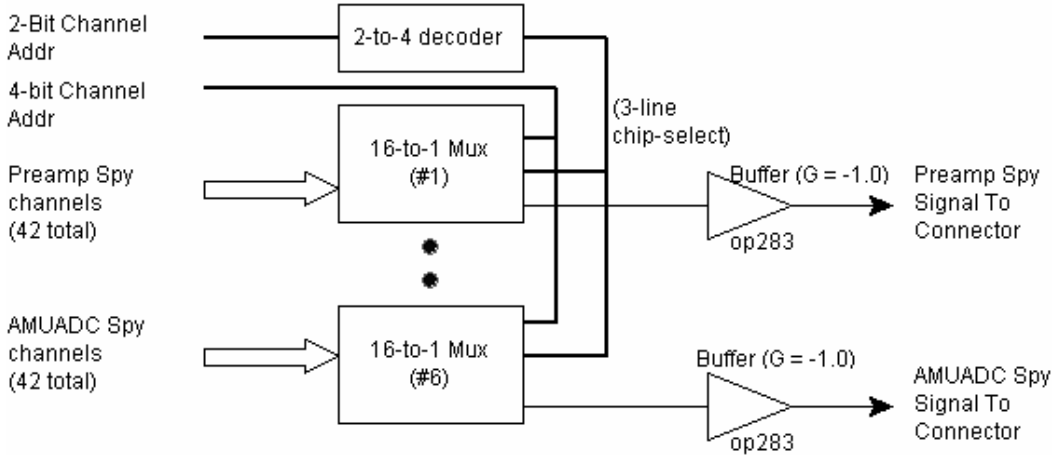 2-Bit Channel
Addr
2-to-4 decoder
4-bit Channel
Addr
(3-line
chip-select)
16-to-1 Mux
(#1)
Preamp Spy
channels
(42 total)
Buffer (G = -1.0)
op283
Preamp Spy
Signal To
Connector
AMUADC Spy
channels
(42 total)
16-to-1 Mux
(#6)
Buffer (G = -1.0)
op283
AMUADC Spy
Signal To
Connector